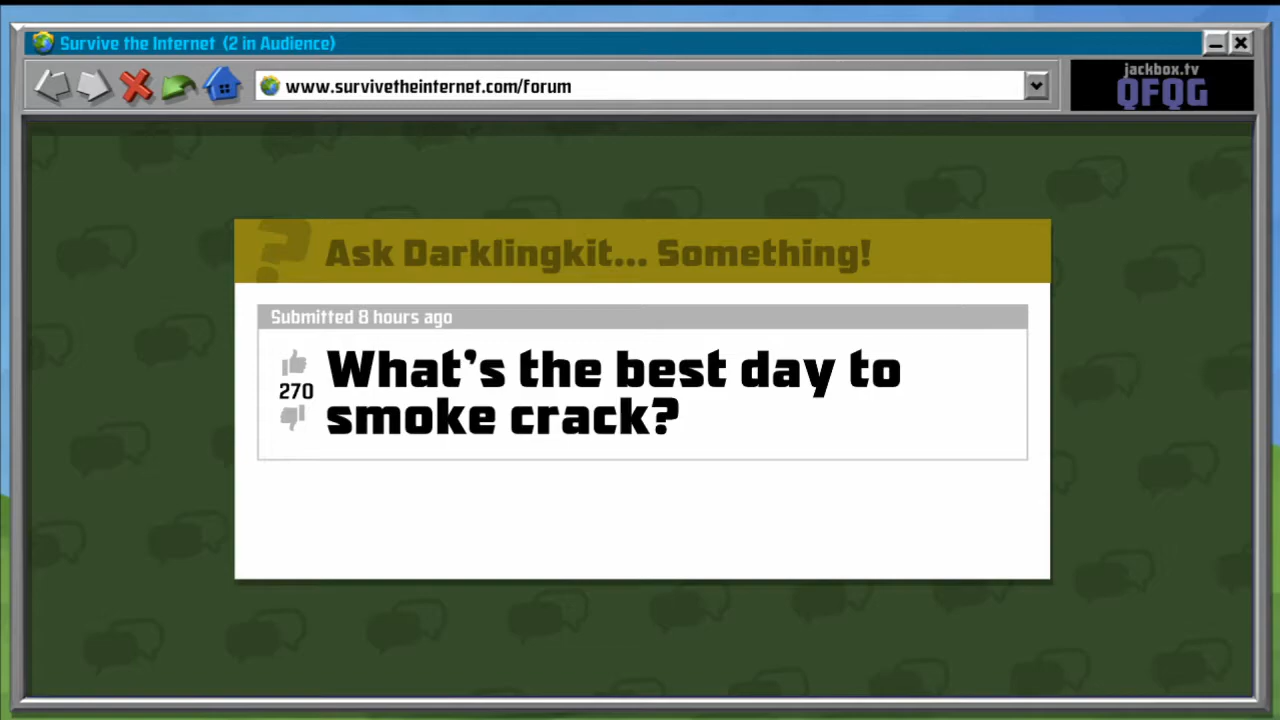 Survive the Internet (2 in Audience)
www.survivetheinternet.com/forum
jackbox.tv
QFQG
Ask Darklingkit... Something!
Submitted 8 hours ago
270
What's the best day to
smoke crack?